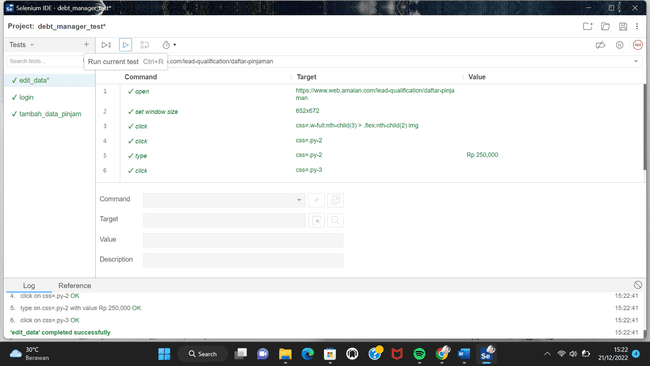 Selenium IDE - debt_manager_test*
Project: debt_manager_test*
Tests
Search tests...
Run current test Ctrl+R
.com/lead-qualification/daftar-pinjaman
✓ edit_data*
✓ login
✓ tambah_data_pinjam
Command Target Value
1 ✓ open https://www.web.amaian.com/lead-qualification/daftar-pinja
man
2 ✓ set window size 652x672
3 ✓ click css=.w-full:nth-child(3) > .flex:nth-child(2) img
4 ✓ click css=.py-2
5 ✓ type css=.py-2 Rp 250,000
6 ✓ click css=.py-3
Command
Target
Value
Description
Log Reference
4. click on css=.py-2 OK 15:22:41
5. type on css=.py-2 with value Rp 250,000 OK 15:22:41
6. click on css=.py-3 OK 15:22:41
'edit_data' completed successfully 15:22:41
30°C
Berawan
Search
15:22
21/12/2022